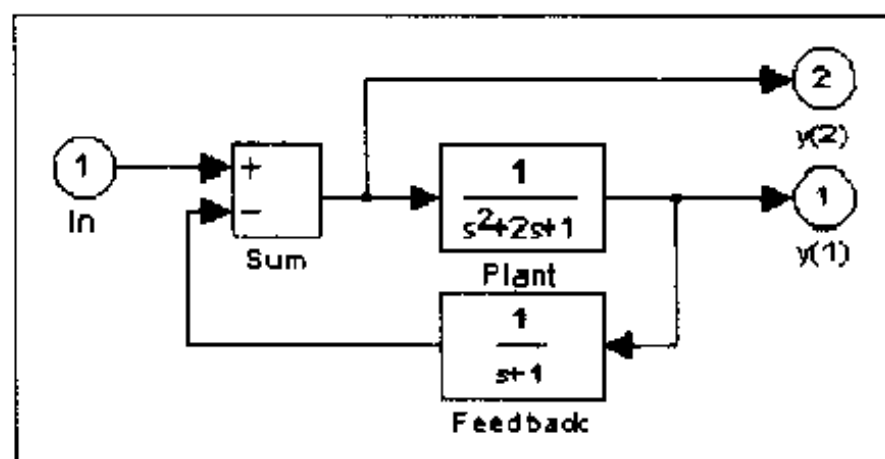 2
y(2)
1
In
+
−
Sum
1
s²+2s+1
Plant
1
y(1)
1
s+1
Feedback